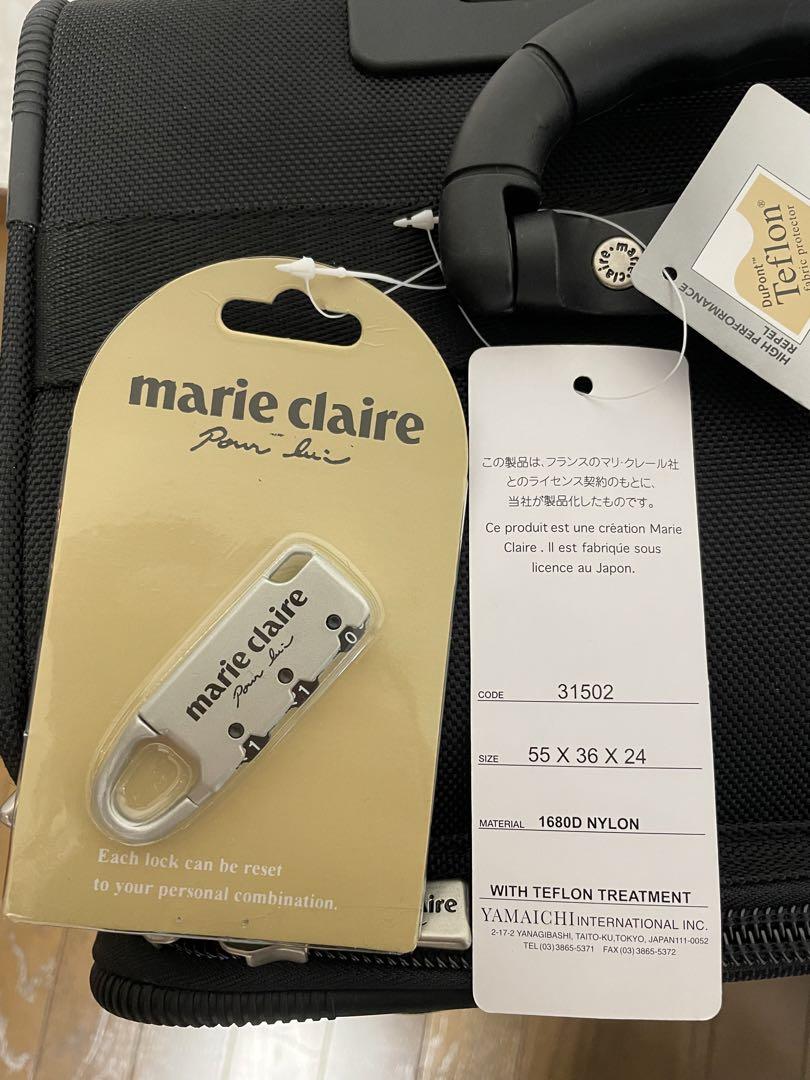 marie claire
Pour lui
marie claire
Pour lui
1 1 0
Each lock can be reset
to your personal combination.
marie claire
DuPont™
Teflon®
fabric protector
HIGH PERFORMANCE
REPEL
この製品は、フランスのマリ・クレール社
とのライセンス契約のもとに、
当社が製品化したものです。
Ce produit est une crèation Marie
Claire . Il est fabriqúe sous
licence au Japon.
CODE 31502
SIZE 55 X 36 X 24
MATERIAL 1680D NYLON
WITH TEFLON TREATMENT
YAMAICHI INTERNATIONAL INC.
2-17-2 YANAGIBASHI, TAITO-KU,TOKYO, JAPAN111-0052
TEL(03)3865-5371 FAX(03)3865-5372